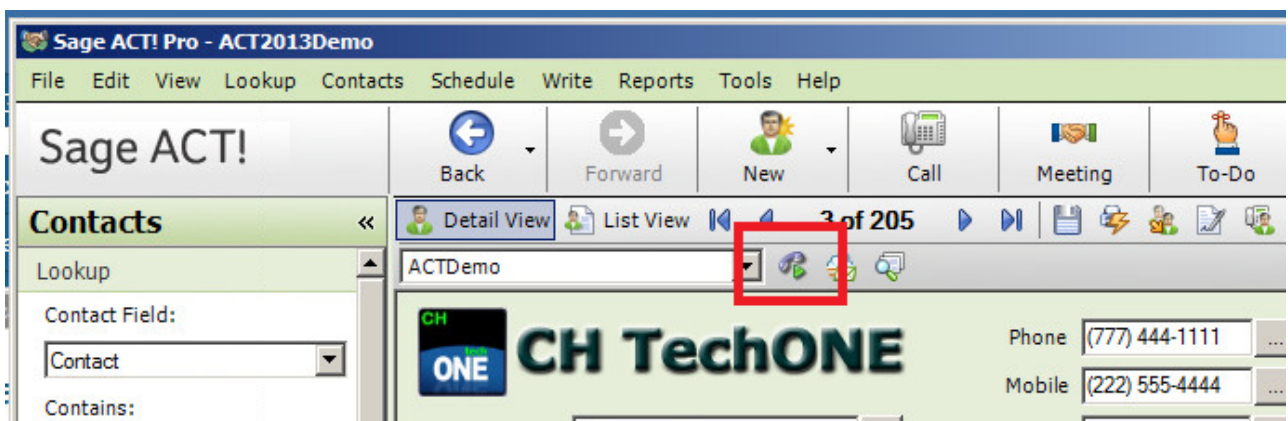 Sage ACT! Pro - ACT2013Demo
File Edit View Lookup Contacts Schedule Write Reports Tools Help
Sage ACT!
Back Forward New Call Meeting To-Do
Contacts «
Detail View List View 3 of 205
Lookup
ACTDemo
Contact Field:
CH
tech
ONE
CH TechONE
Phone (777) 444-1111 ...
Contact
Mobile (222) 555-4444 ...
Contains: